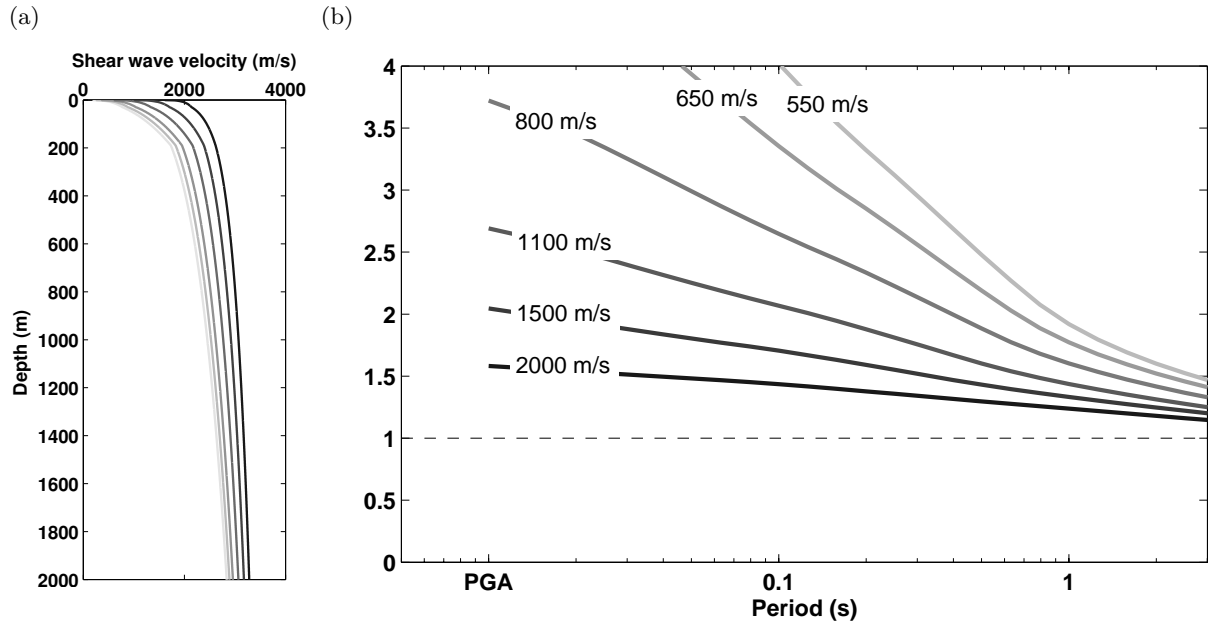 (a)
Shear wave velocity (m/s)
0 2000 4000
0
200
400
600
800
1000
1200
1400
1600
1800
2000
Depth (m)
(b)
4
3.5
3
2.5
2
1.5
1
0.5
0
650 m/s
550 m/s
800 m/s
1100 m/s
1500 m/s
2000 m/s
PGA 0.1 1
Period (s)